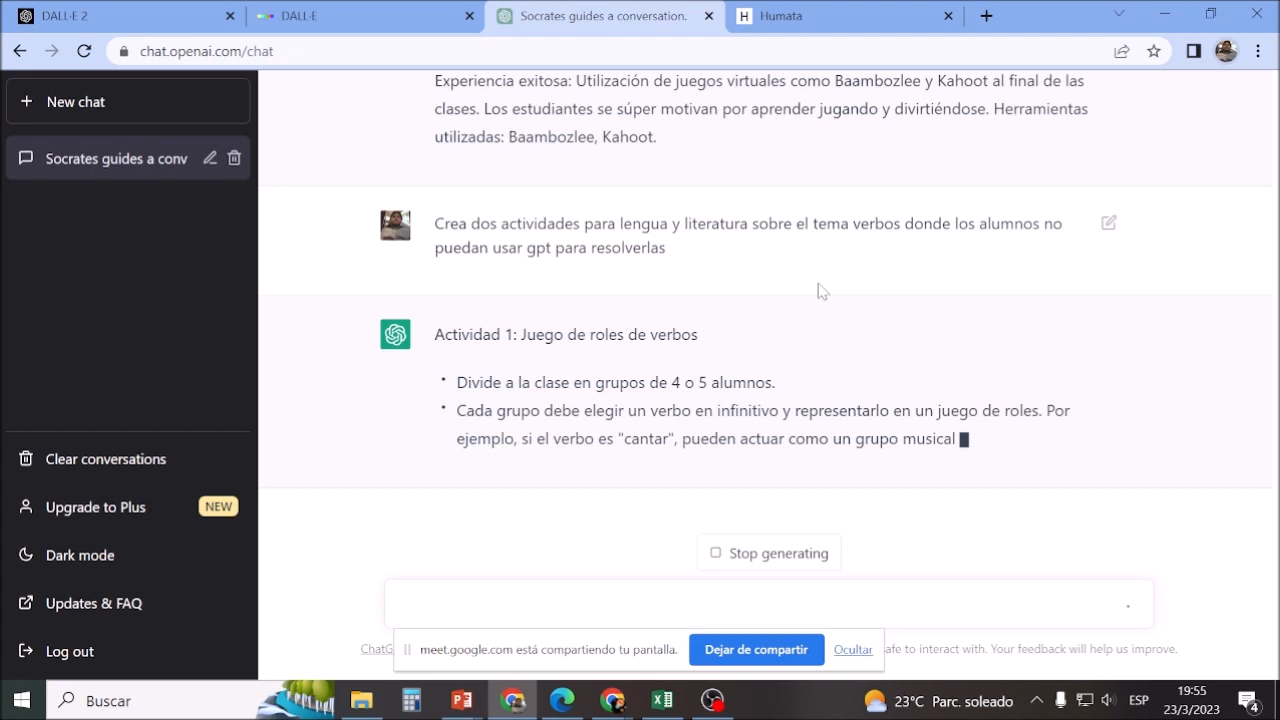 DALL·E 2
DALL·E
Socrates guides a conversation.
H Humata
chat.openai.com/chat
New chat
Socrates guides a conv
Experiencia exitosa: Utilización de juegos virtuales como Baambozlee y Kahoot al final de las
clases. Los estudiantes se súper motivan por aprender jugando y divirtiéndose. Herramientas
utilizadas: Baambozlee, Kahoot.
Crea dos actividades para lengua y literatura sobre el tema verbos donde los alumnos no
puedan usar gpt para resolverlas
Actividad 1: Juego de roles de verbos
• Divide a la clase en grupos de 4 o 5 alumnos.
• Cada grupo debe elegir un verbo en infinitivo y representarlo en un juego de roles. Por
ejemplo, si el verbo es "cantar", pueden actuar como un grupo musical
Clear conversations
Upgrade to Plus NEW
Dark mode
Updates & FAQ
Log out
Stop generating
ChatG
meet.google.com está compartiendo tu pantalla. Dejar de compartir Ocultar
afe to interact with. Your feedback will help us improve.
Buscar
23°C Parc. soleado
ESP
19:55
23/3/2023
4